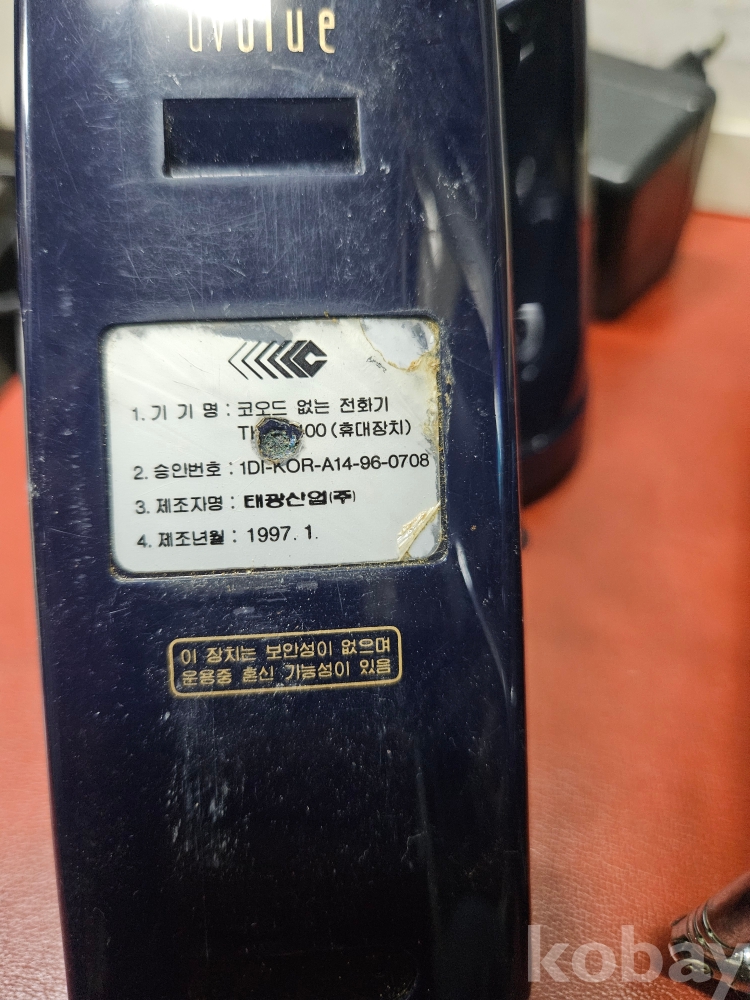 1. 기 기 명 : 코오드 없는 전화기
(휴대장치)
2. 승인번호 : 1DI-KOR-A14-96-0708
3. 제조자명 : 태광산업(주)
4. 제조년월 : 1997. 1.
이 장치는 보안성이 없으며
운용중 혼신 가능성이 있음
kobay